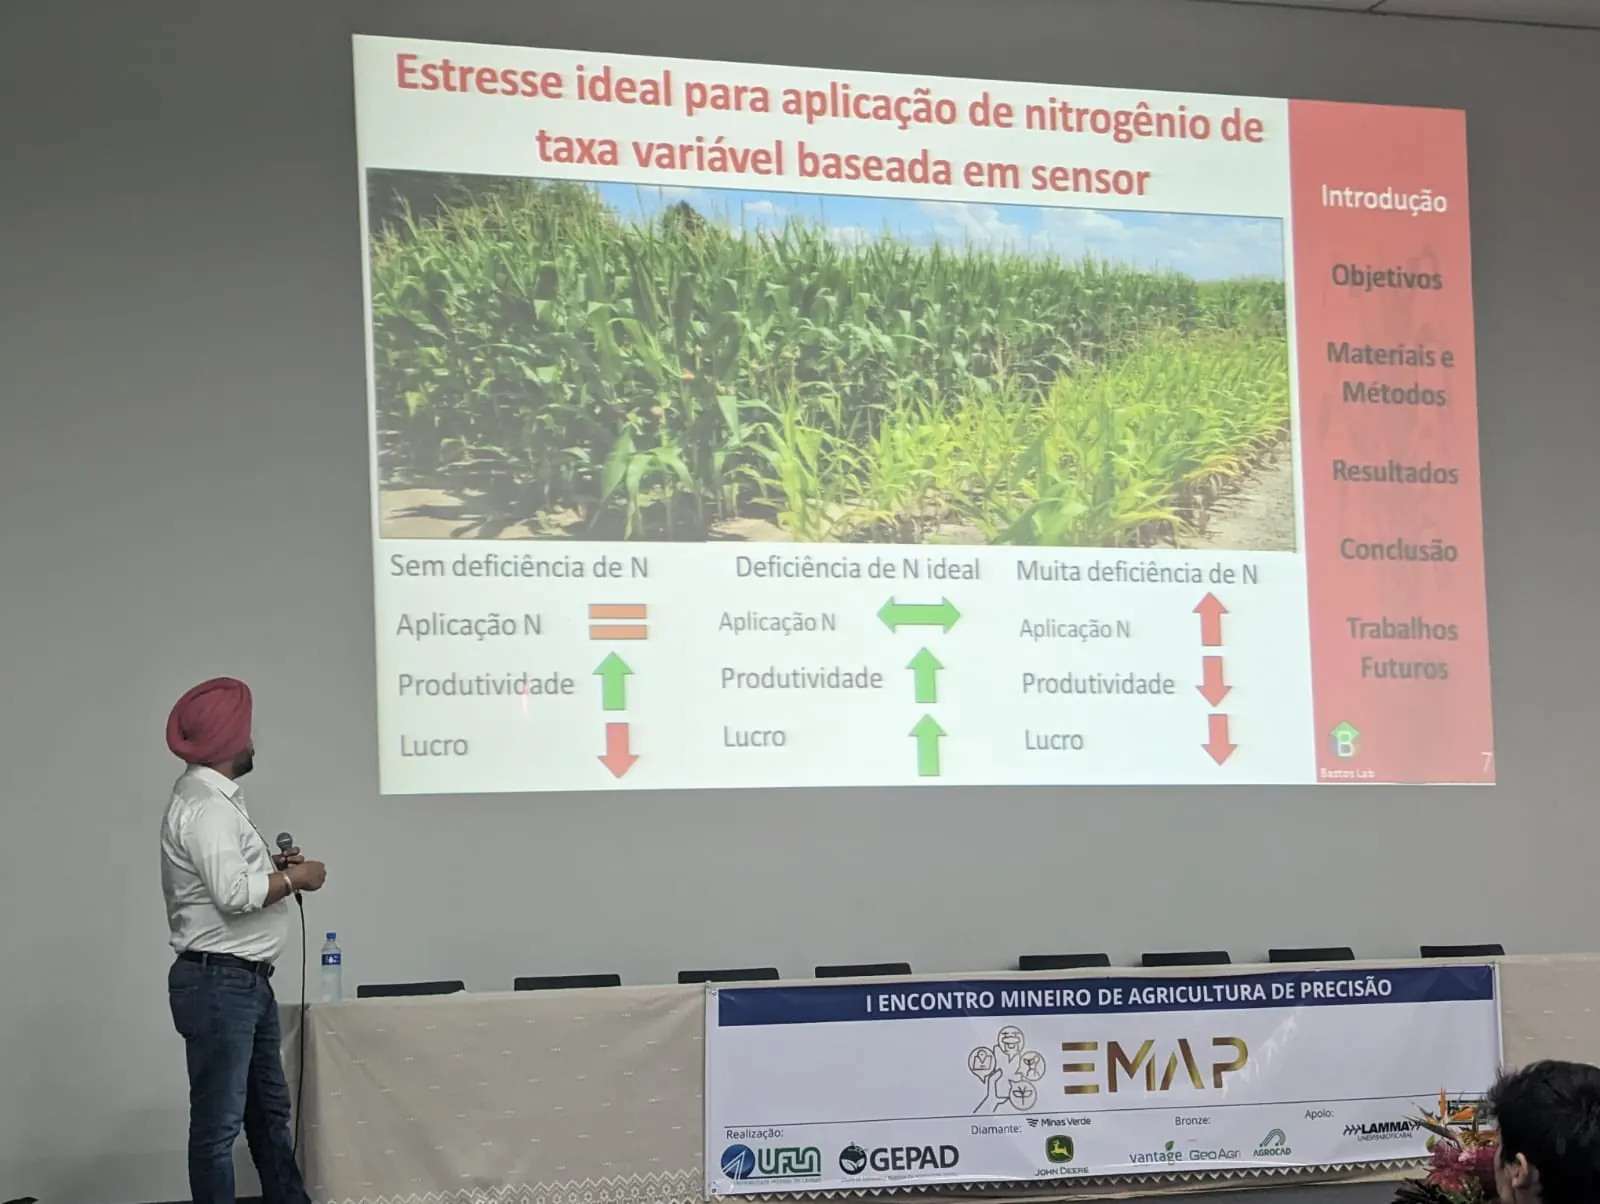 Estresse ideal para aplicação de nitrogênio de
taxa variável baseada em sensor
Introdução
Objetivos
Materiais e
Métodos
Resultados
Conclusão
Trabalhos
Futuros
B
Bastos Lab
7
Sem deficiência de N
Aplicação N
Produtividade
Lucro
Deficiência de N ideal
Aplicação N
Produtividade
Lucro
Muita deficiência de N
Aplicação N
Produtividade
Lucro
I ENCONTRO MINEIRO DE AGRICULTURA DE PRECISÃO
EMAP
Realização:
UFLA
GEPAD
Diamante:
Minas Verde
JOHN DEERE
Bronze:
vantage GeoAgri
AGROCAD
Apoio:
LAMMA